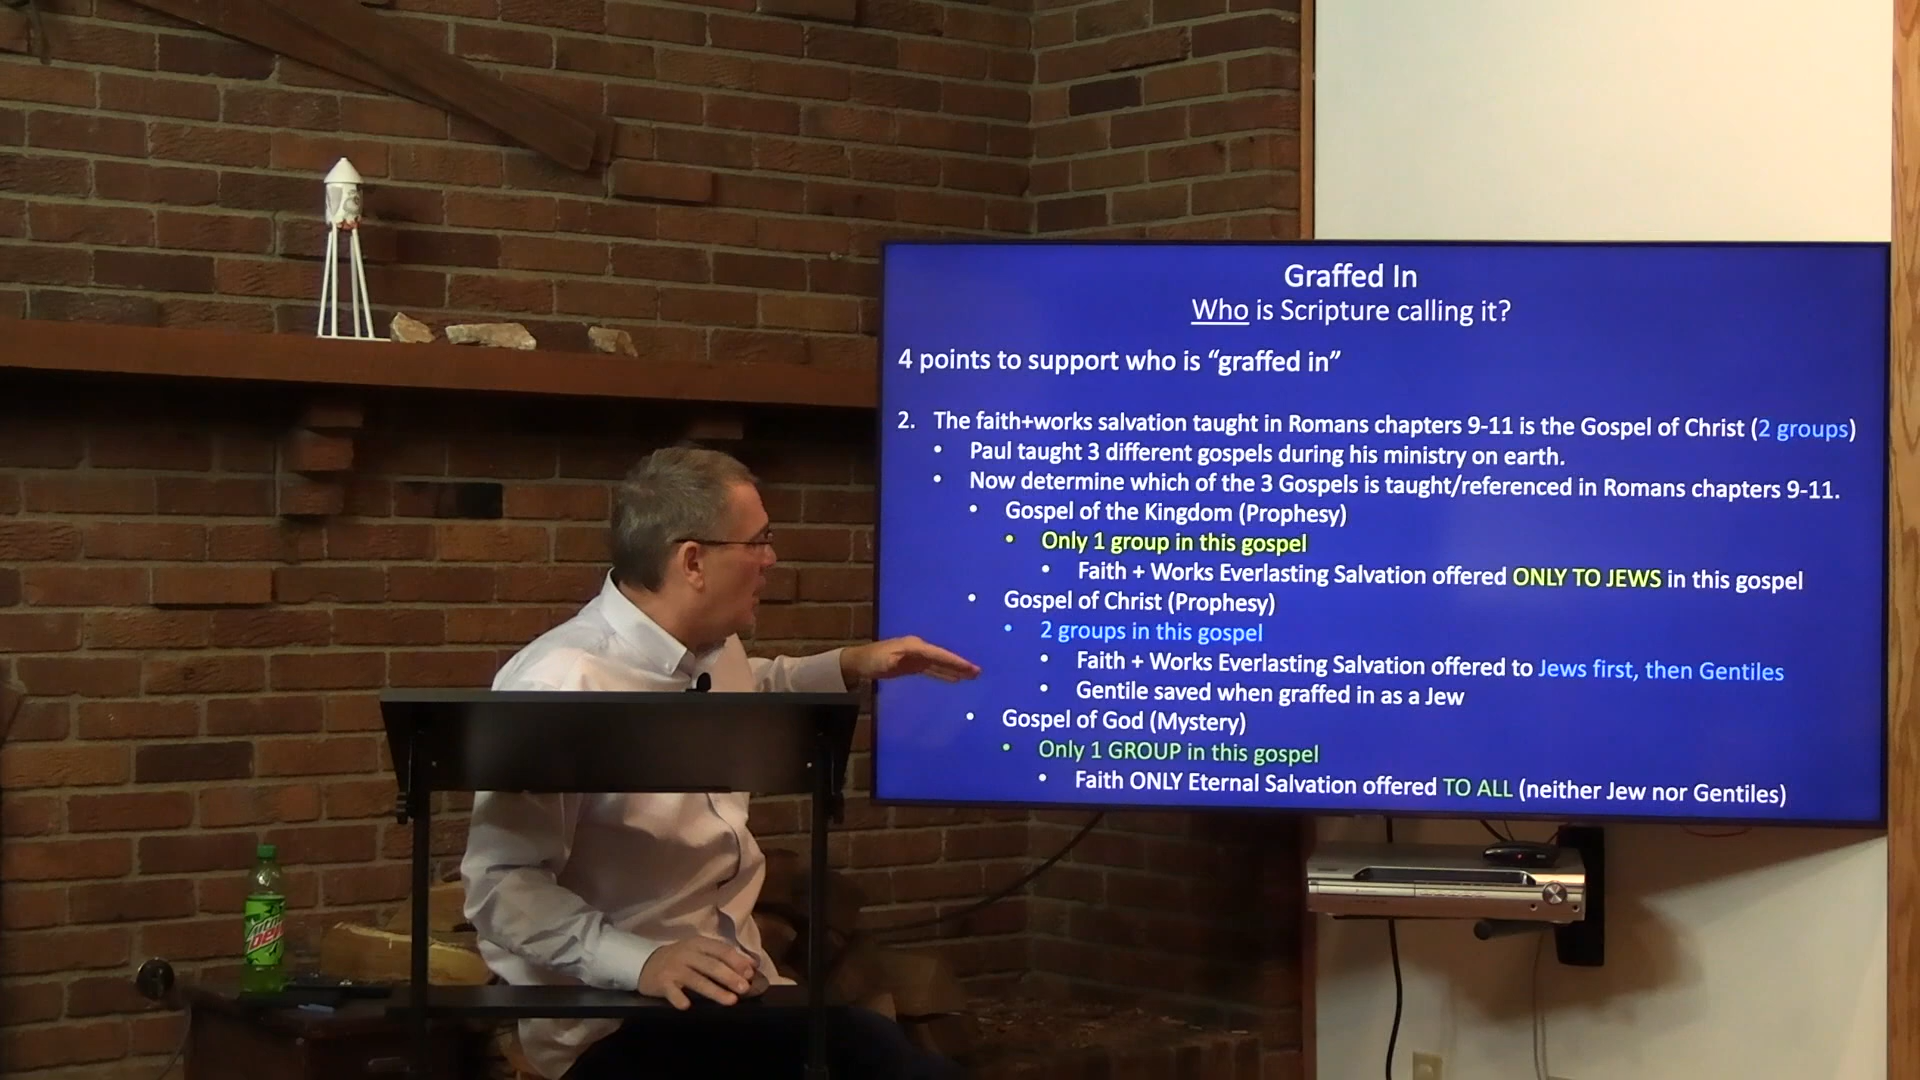 Graffed In
Who is Scripture calling it?
4 points to support who is “graffed in”
2. The faith+works salvation taught in Romans chapters 9-11 is the Gospel of Christ (2 groups)
• Paul taught 3 different gospels during his ministry on earth.
• Now determine which of the 3 Gospels is taught/referenced in Romans chapters 9-11.
• Gospel of the Kingdom (Prophesy)
• Only 1 group in this gospel
• Faith + Works Everlasting Salvation offered ONLY TO JEWS in this gospel
• Gospel of Christ (Prophesy)
• 2 groups in this gospel
• Faith + Works Everlasting Salvation offered to Jews first, then Gentiles
• Gentile saved when graffed in as a Jew
• Gospel of God (Mystery)
• Only 1 GROUP in this gospel
• Faith ONLY Eternal Salvation offered TO ALL (neither Jew nor Gentiles)
Mtn
Dew